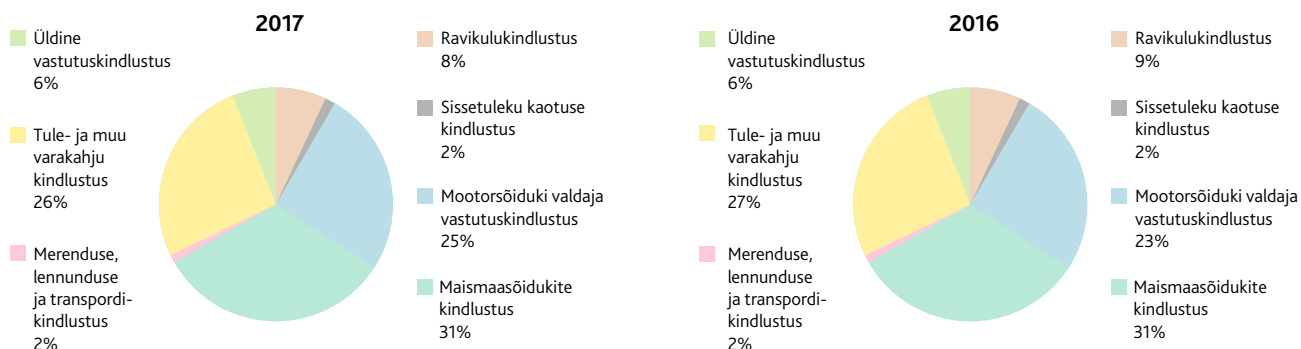 2017
Üldine
vastutuskindlustus
6%
Tule- ja muu
varakahju
kindlustus
26%
Merenduse,
lennunduse
ja transpordi-
kindlustus
2%
Ravikulukindlustus
8%
Sissetuleku kaotuse
kindlustus
2%
Mootorsõiduki valdaja
vastutuskindlustus
25%
Maismaasõidukite
kindlustus
31%
2016
Üldine
vastutuskindlustus
6%
Tule- ja muu
varakahju
kindlustus
27%
Merenduse,
lennunduse
ja transpordi-
kindlustus
2%
Ravikulukindlustus
9%
Sissetuleku kaotuse
kindlustus
2%
Mootorsõiduki valdaja
vastutuskindlustus
23%
Maismaasõidukite
kindlustus
31%